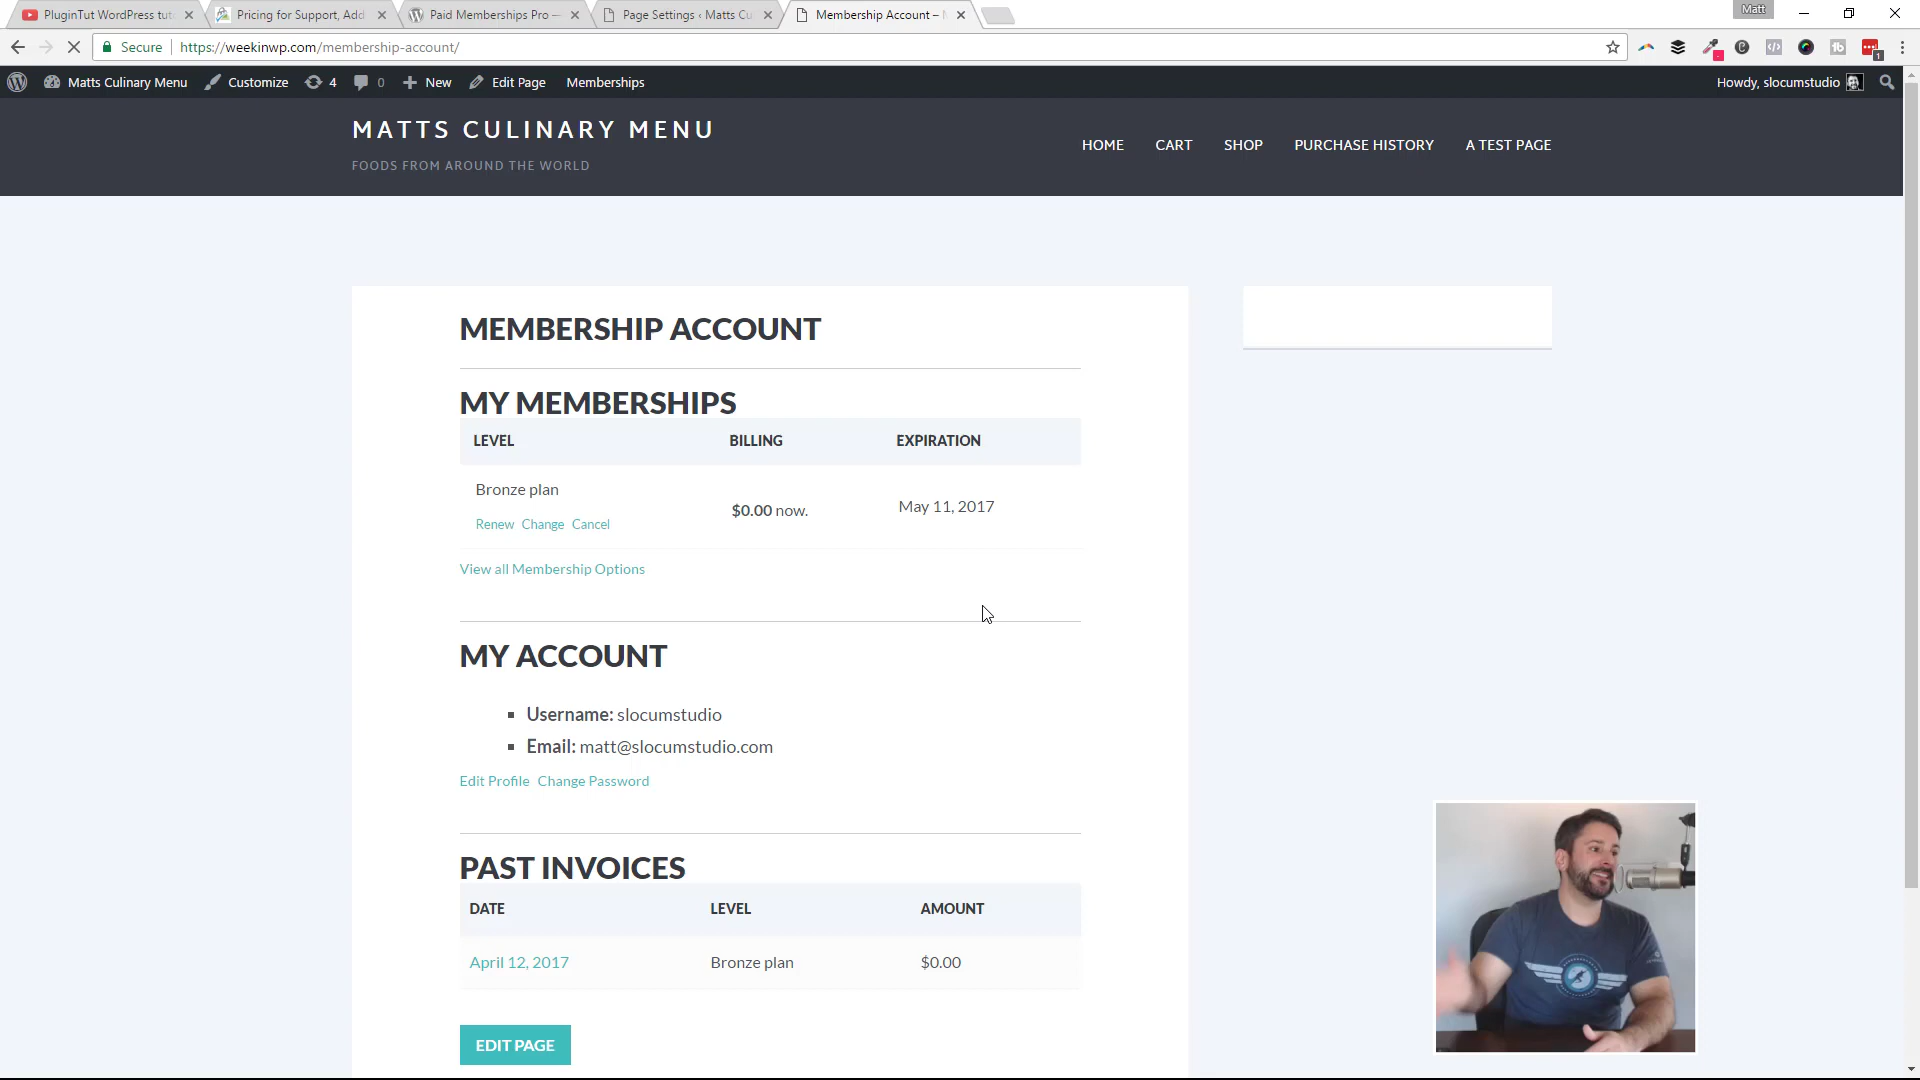 PluginTut WordPress tut
Pricing for Support, Add
Paid Memberships Pro —
Page Settings ‹ Matts Cu
Membership Account –
Matt
Secure
https://weekinwp.com/membership-account/
1
Matts Culinary Menu
Customize
4
0
New
Edit Page
Memberships
Howdy, slocumstudio
MATTS CULINARY MENU
FOODS FROM AROUND THE WORLD
HOME
CART
SHOP
PURCHASE HISTORY
A TEST PAGE
MEMBERSHIP ACCOUNT
MY MEMBERSHIPS
LEVEL BILLING EXPIRATION
Bronze plan
$0.00 now.
May 11, 2017
Renew Change Cancel
View all Membership Options
MY ACCOUNT
Username: slocumstudio
Email: matt@slocumstudio.com
Edit Profile Change Password
PAST INVOICES
DATE LEVEL AMOUNT
April 12, 2017 Bronze plan $0.00
EDIT PAGE